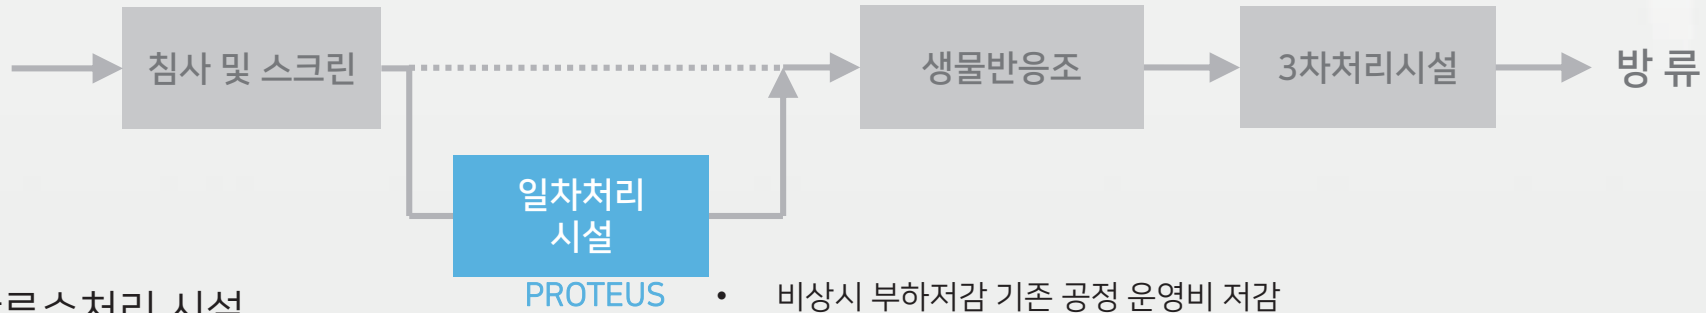 침사 및 스크린
생물반응조
3차처리시설
방 류
일차처리
시설
PROTEUS
• 비상시 부하저감 기존 공정 운영비 저감
시설